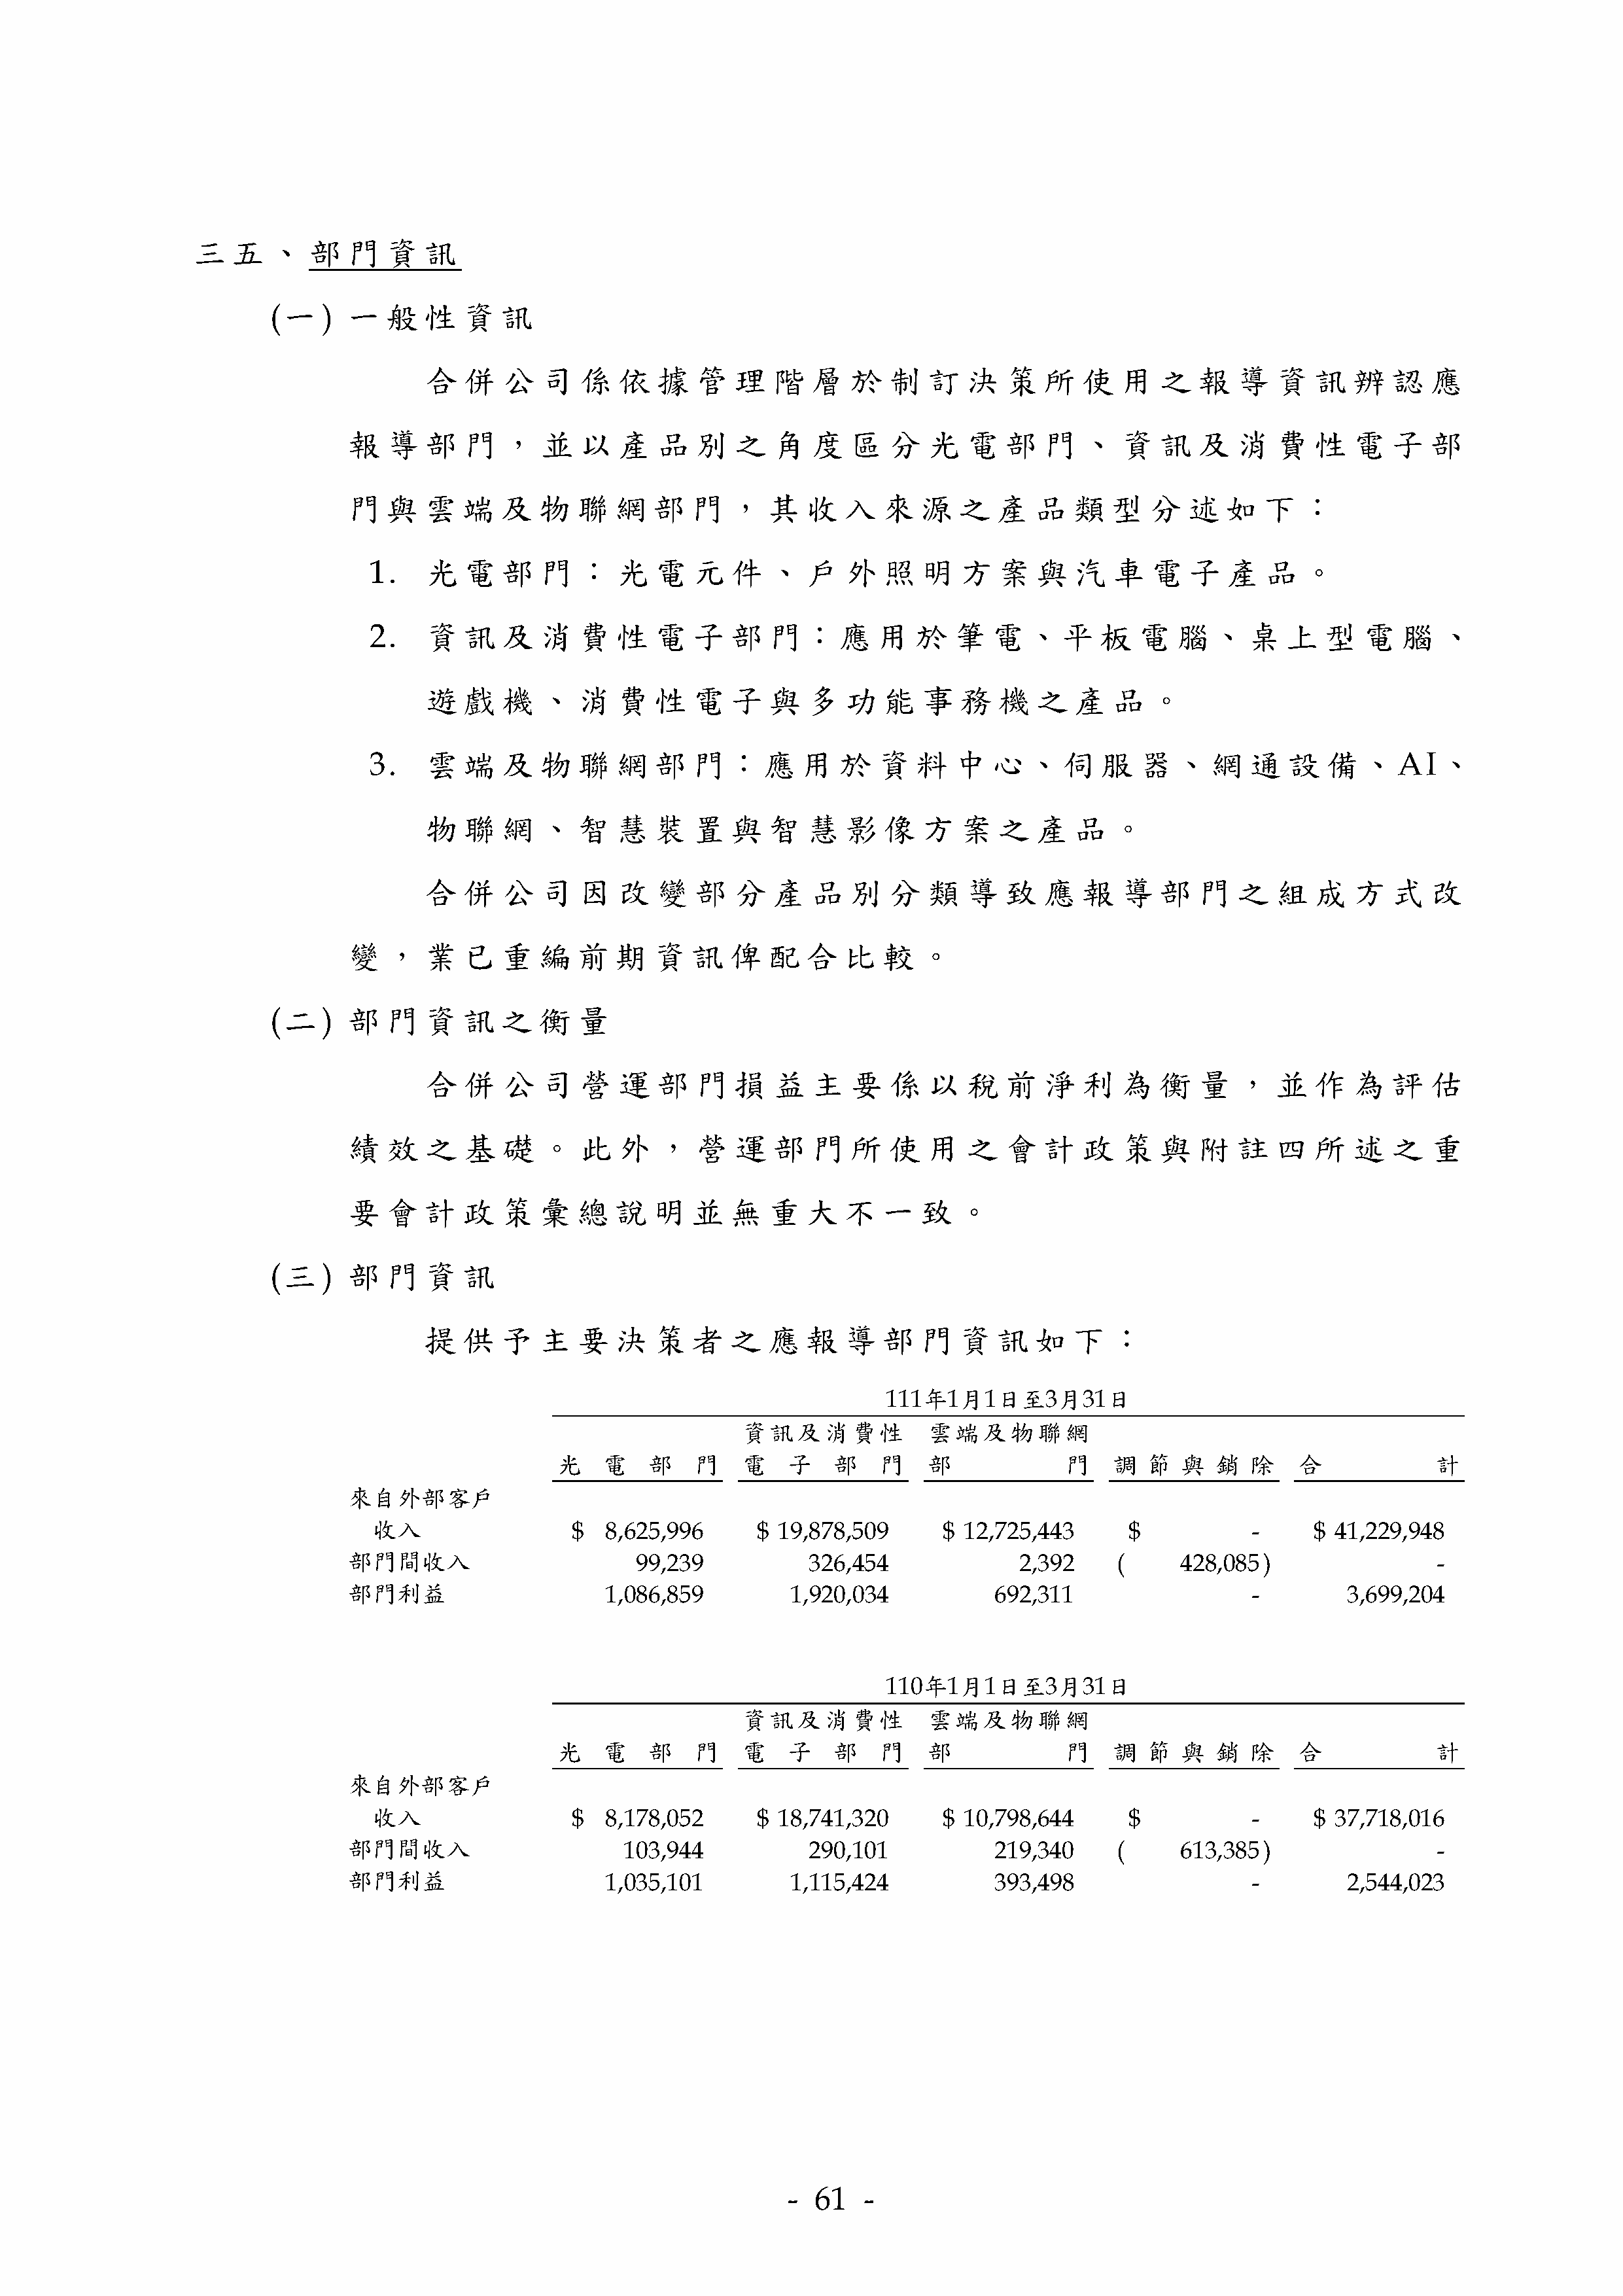 三五、部門資訊
(一) 一般性資訊
合併公司係依據管理階層於制訂決策所使用之報導資訊辨認應
報導部門，並以產品別之角度區分光電部門、資訊及消費性電子部
門與雲端及物聯網部門，其收入來源之產品類型分述如下：
1. 光電部門：光電元件、戶外照明方案與汽車電子產品。
2. 資訊及消費性電子部門：應用於筆電、平板電腦、桌上型電腦、
遊戲機、消費性電子與多功能事務機之產品。
3. 雲端及物聯網部門：應用於資料中心、伺服器、網通設備、AI、
物聯網、智慧裝置與智慧影像方案之產品。
合併公司因改變部分產品別分類導致應報導部門之組成方式改
變，業已重編前期資訊俾配合比較。
(二) 部門資訊之衡量
合併公司營運部門損益主要係以稅前淨利為衡量，並作為評估
績效之基礎。此外，營運部門所使用之會計政策與附註四所述之重
要會計政策彙總說明並無重大不一致。
(三) 部門資訊
提供予主要決策者之應報導部門資訊如下：
111年1月1日至3月31日
資訊及消費性 雲端及物聯網
光電部門 電子部門 部門 調節與銷除 合計
來自外部客戶
收入 $ 8,625,996 $ 19,878,509 $ 12,725,443 $ - $ 41,229,948
部門間收入 99,239 326,454 2,392 ( 428,085) -
部門利益 1,086,859 1,920,034 692,311 - 3,699,204
110年1月1日至3月31日
資訊及消費性 雲端及物聯網
光電部門 電子部門 部門 調節與銷除 合計
來自外部客戶
收入 $ 8,178,052 $ 18,741,320 $ 10,798,644 $ - $ 37,718,016
部門間收入 103,944 290,101 219,340 ( 613,385) -
部門利益 1,035,101 1,115,424 393,498 - 2,544,023
- 61 -